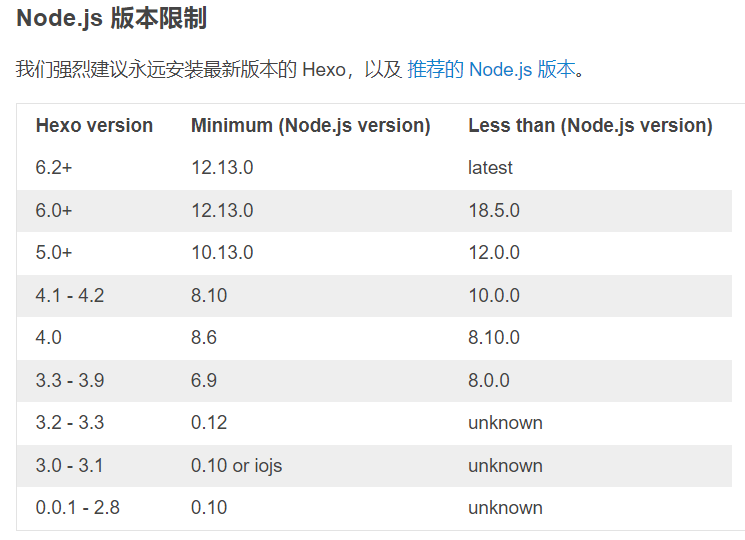 Node.js 版本限制
我们强烈建议永远安装最新版本的 Hexo，以及 推荐的 Node.js 版本。
Hexo version Minimum (Node.js version) Less than (Node.js version)
6.2+ 12.13.0 latest
6.0+ 12.13.0 18.5.0
5.0+ 10.13.0 12.0.0
4.1 - 4.2 8.10 10.0.0
4.0 8.6 8.10.0
3.3 - 3.9 6.9 8.0.0
3.2 - 3.3 0.12 unknown
3.0 - 3.1 0.10 or iojs unknown
0.0.1 - 2.8 0.10 unknown